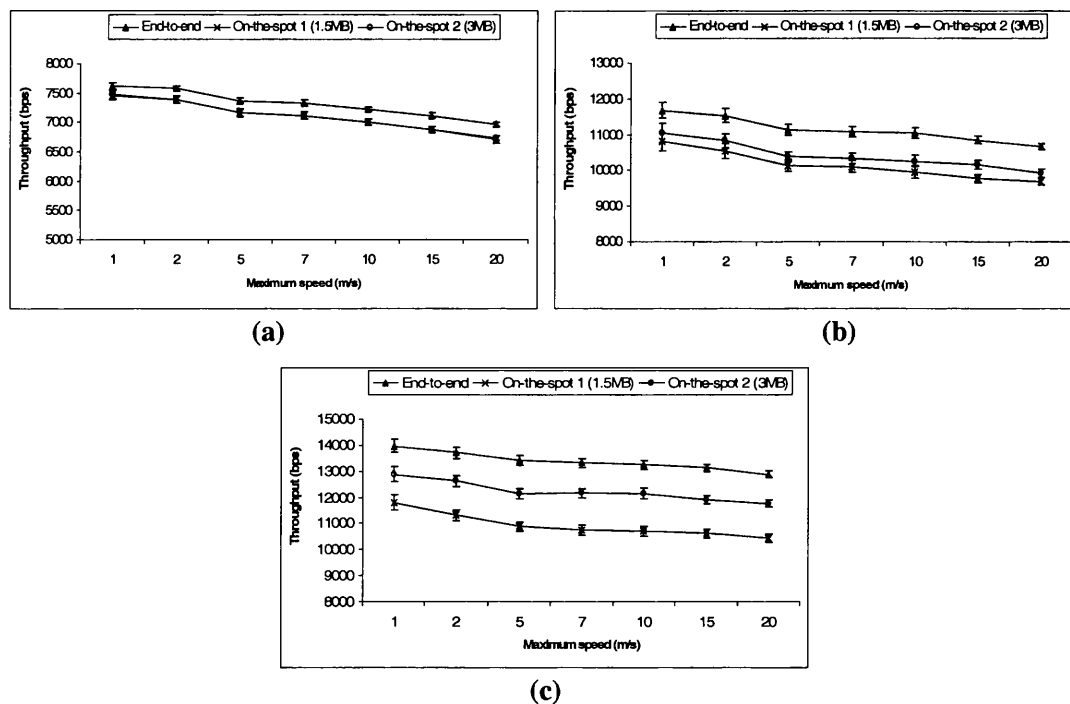 End-to-end On-the-spot 1 (1.5MB) On-the-spot 2 (3MB)
Throughput (bps)
8000
7500
7000
6500
6000
5500
5000
1 2 5 7 10 15 20
Maximum speed (m/s)
(a)
End-to-end On-the-spot 1 (1.5MB) On-the-spot 2 (3MB)
Throughput (bps)
13000
12000
11000
10000
9000
8000
1 2 5 7 10 15 20
Maximum speed (m/s)
(b)
End-to-end On-the-spot 1 (1.5MB) On-the-spot 2 (3MB)
Throughput (bps)
15000
14000
13000
12000
11000
10000
9000
8000
1 2 5 7 10 15 20
Maximum speed (m/s)
(c)